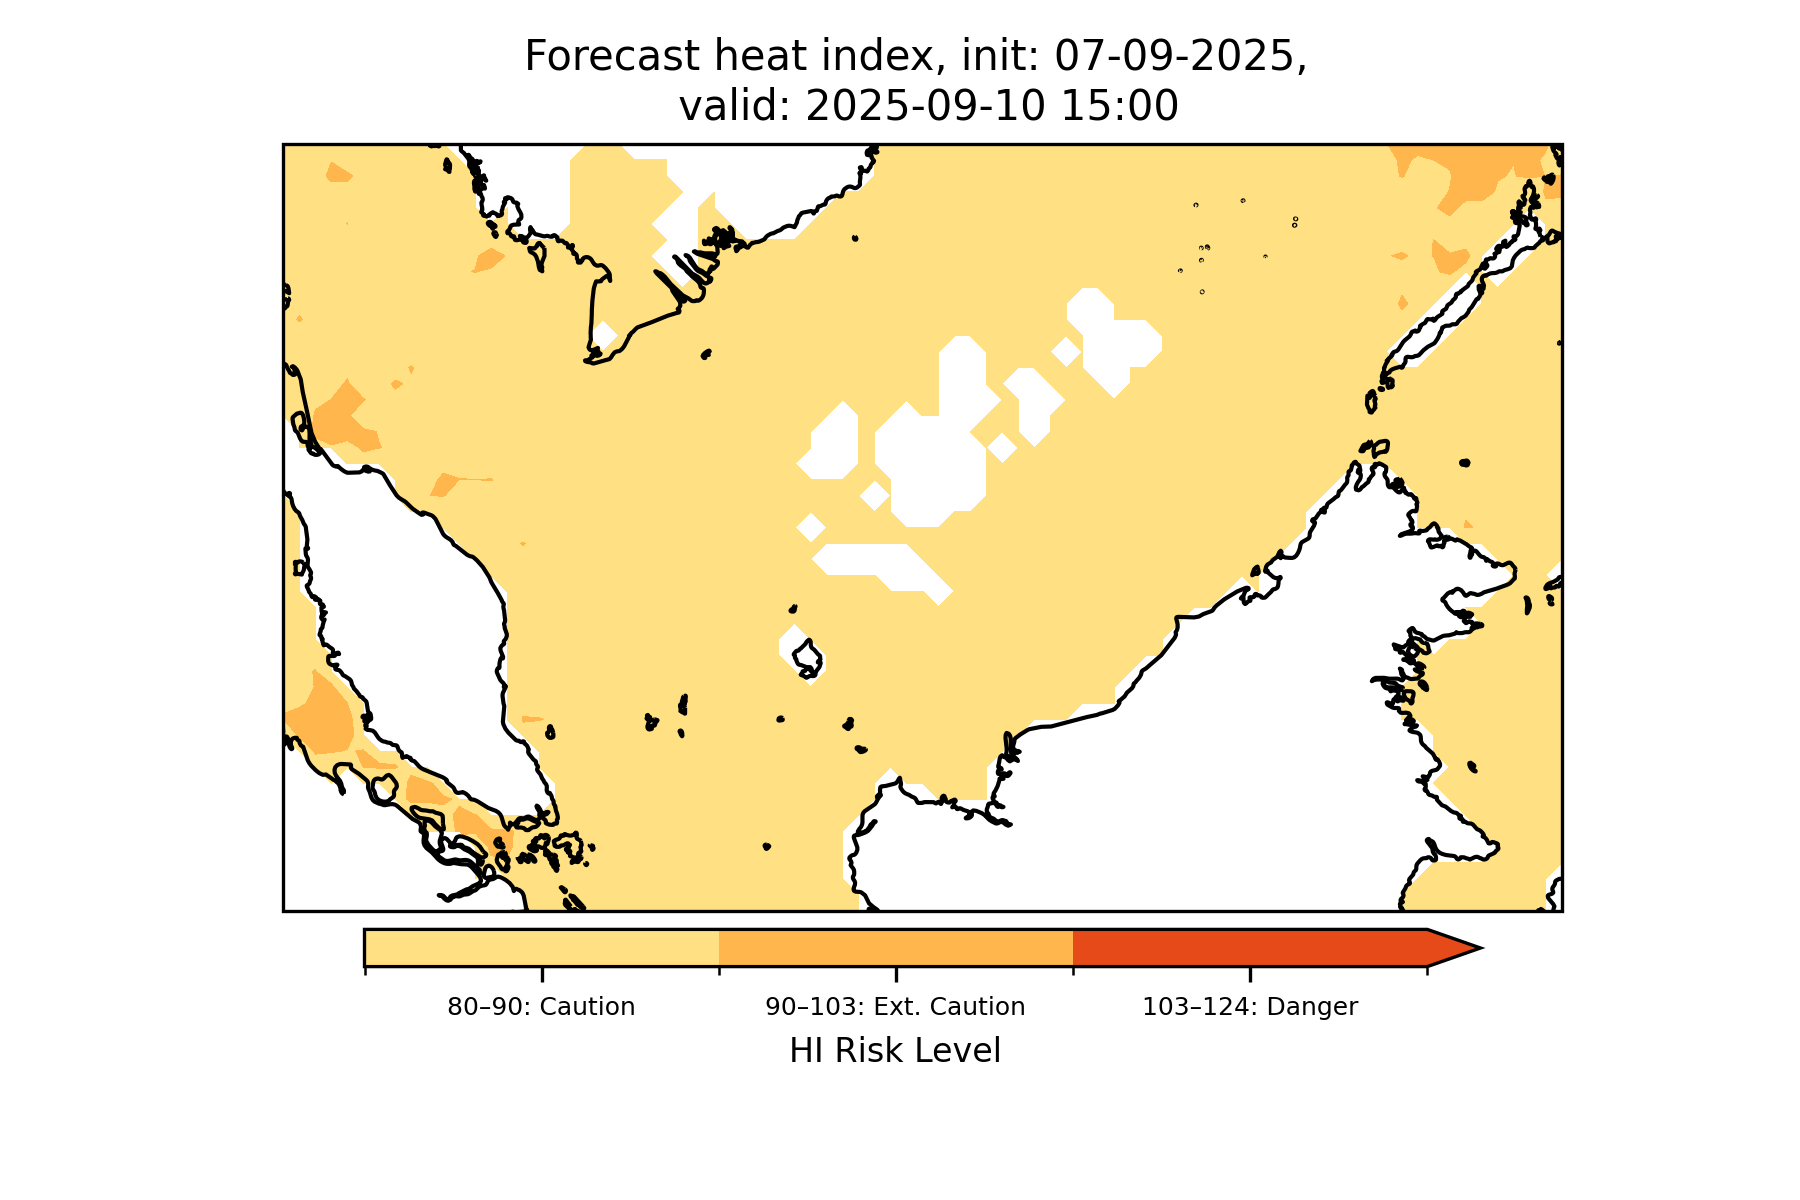 Forecast heat index, init: 07-09-2025,
valid: 2025-09-10 15:00
80–90: Caution
90–103: Ext. Caution
103–124: Danger
HI Risk Level